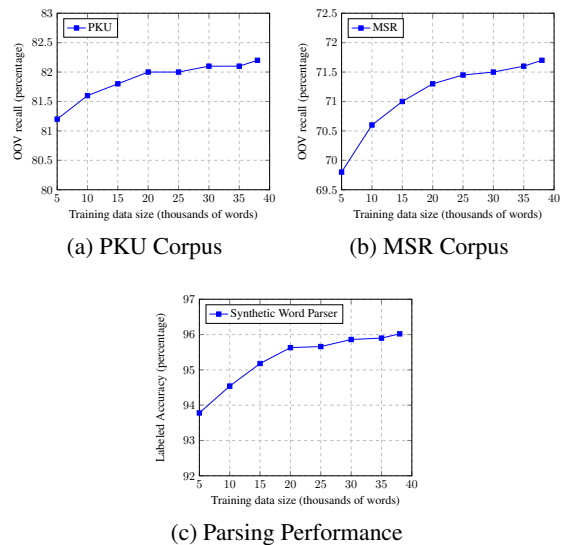 PKU
83
82.5
82
81.5
81
80.5
80
5 10 15 20 25 30 35 40
OOV recall (percentage)
Training data size (thousands of words)
(a) PKU Corpus
MSR
72.5
72
71.5
71
70.5
70
69.5
5 10 15 20 25 30 35 40
OOV recall (percentage)
Training data size (thousands of words)
(b) MSR Corpus
Synthetic Word Parser
97
96
95
94
93
92
5 10 15 20 25 30 35 40
Labeled Accuracy (percentage)
Training data size (thousands of words)
(c) Parsing Performance